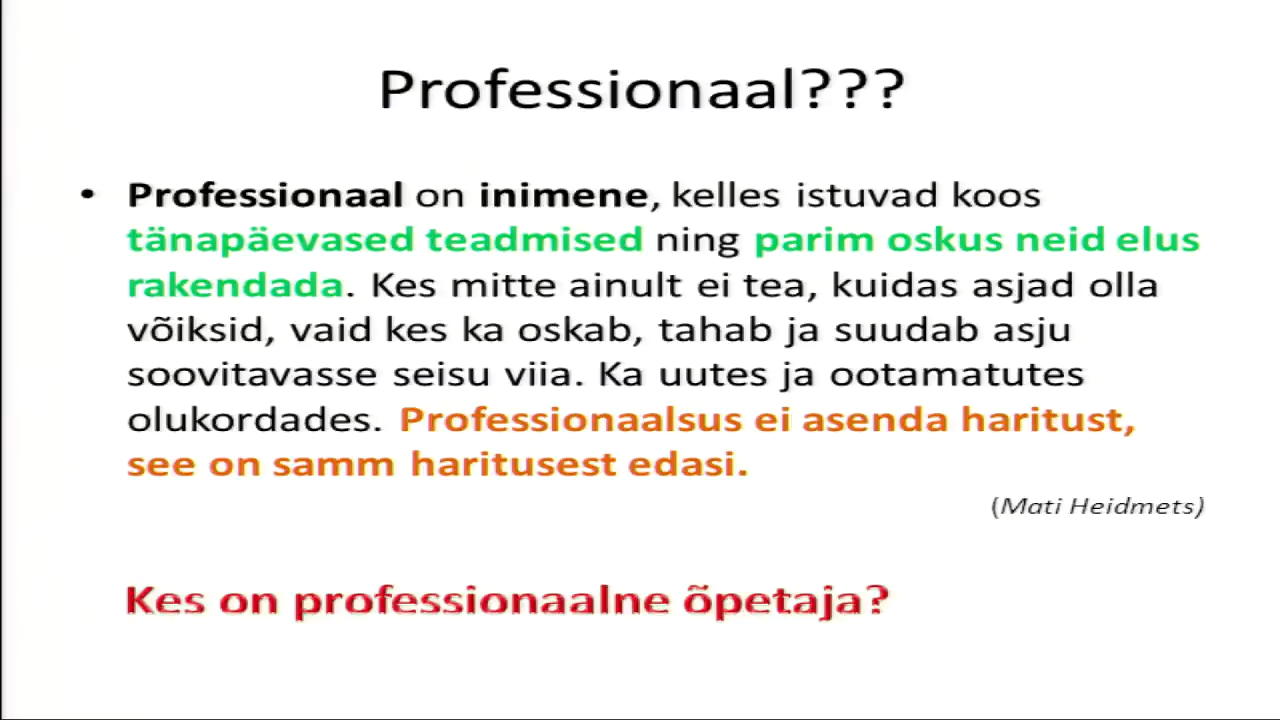 Professionaal???
• Professionaal on inimene, kelles istuvad koos
tänapäevased teadmised ning parim oskus neid elus
rakendada. Kes mitte ainult ei tea, kuidas asjad olla
võiksid, vaid kes ka oskab, tahab ja suudab asju
soovitavasse seisu viia. Ka uutes ja ootamatutes
olukordades. Professionaalsus ei asenda haritust,
see on samm haritusest edasi.
(Mati Heidmets)
Kes on professionaalne õpetaja?